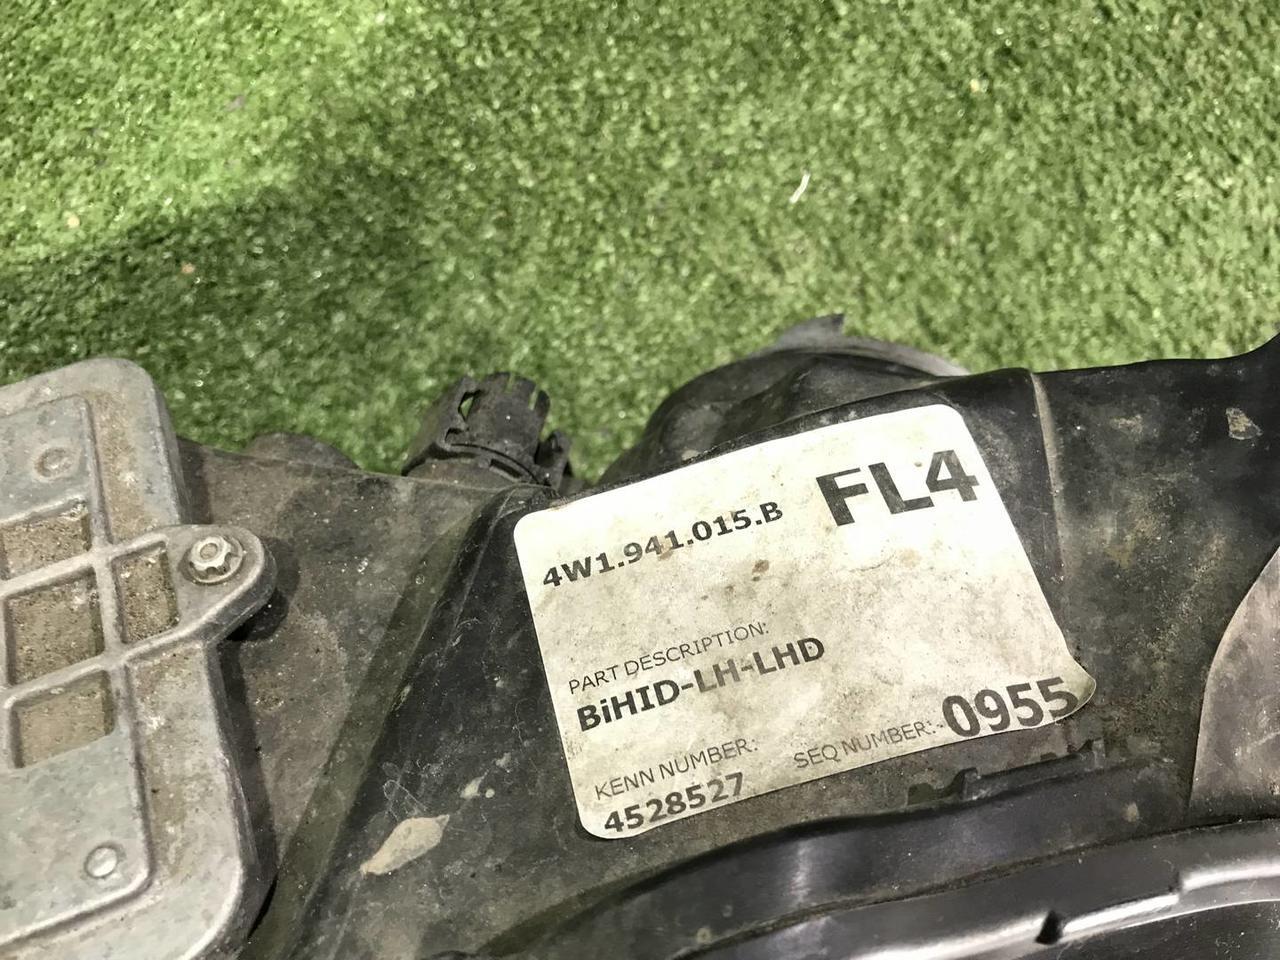 FL4
4W1.941.015.B
PART DESCRIPTION:
BiHID-LH-LHD
KENN NUMBER:
4528527
SEQ NUMBER:
0955